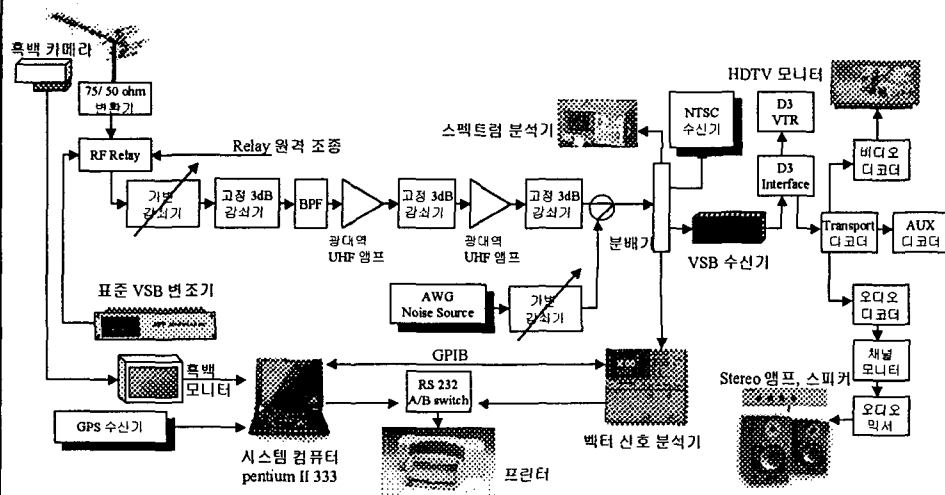 흑백 카메라
75/ 50 ohm
변환기
RF Relay
Relay 원격 조종
가변
감쇠기
고정 3dB
감쇠기
BPF
광대역
UHF 앰프
고정 3dB
감쇠기
광대역
UHF 앰프
고정 3dB
감쇠기
분배기
스펙트럼 분석기
NTSC
수신기
HDTV 모니터
D3
VTR
D3
Interface
VSB 수신기
비디오
디코더
Transport
디코더
AUX
디코더
오디오
디코더
채널
모니터
오디오
믹서
Stereo 앰프, 스피커
AWG
Noise Source
가변
감쇠기
표준 VSB 변조기
흑백
모니터
GPS 수신기
시스템 컴퓨터
pentium II 333
GPIB
RS 232
A/B switch
프린터
벡터 신호 분석기